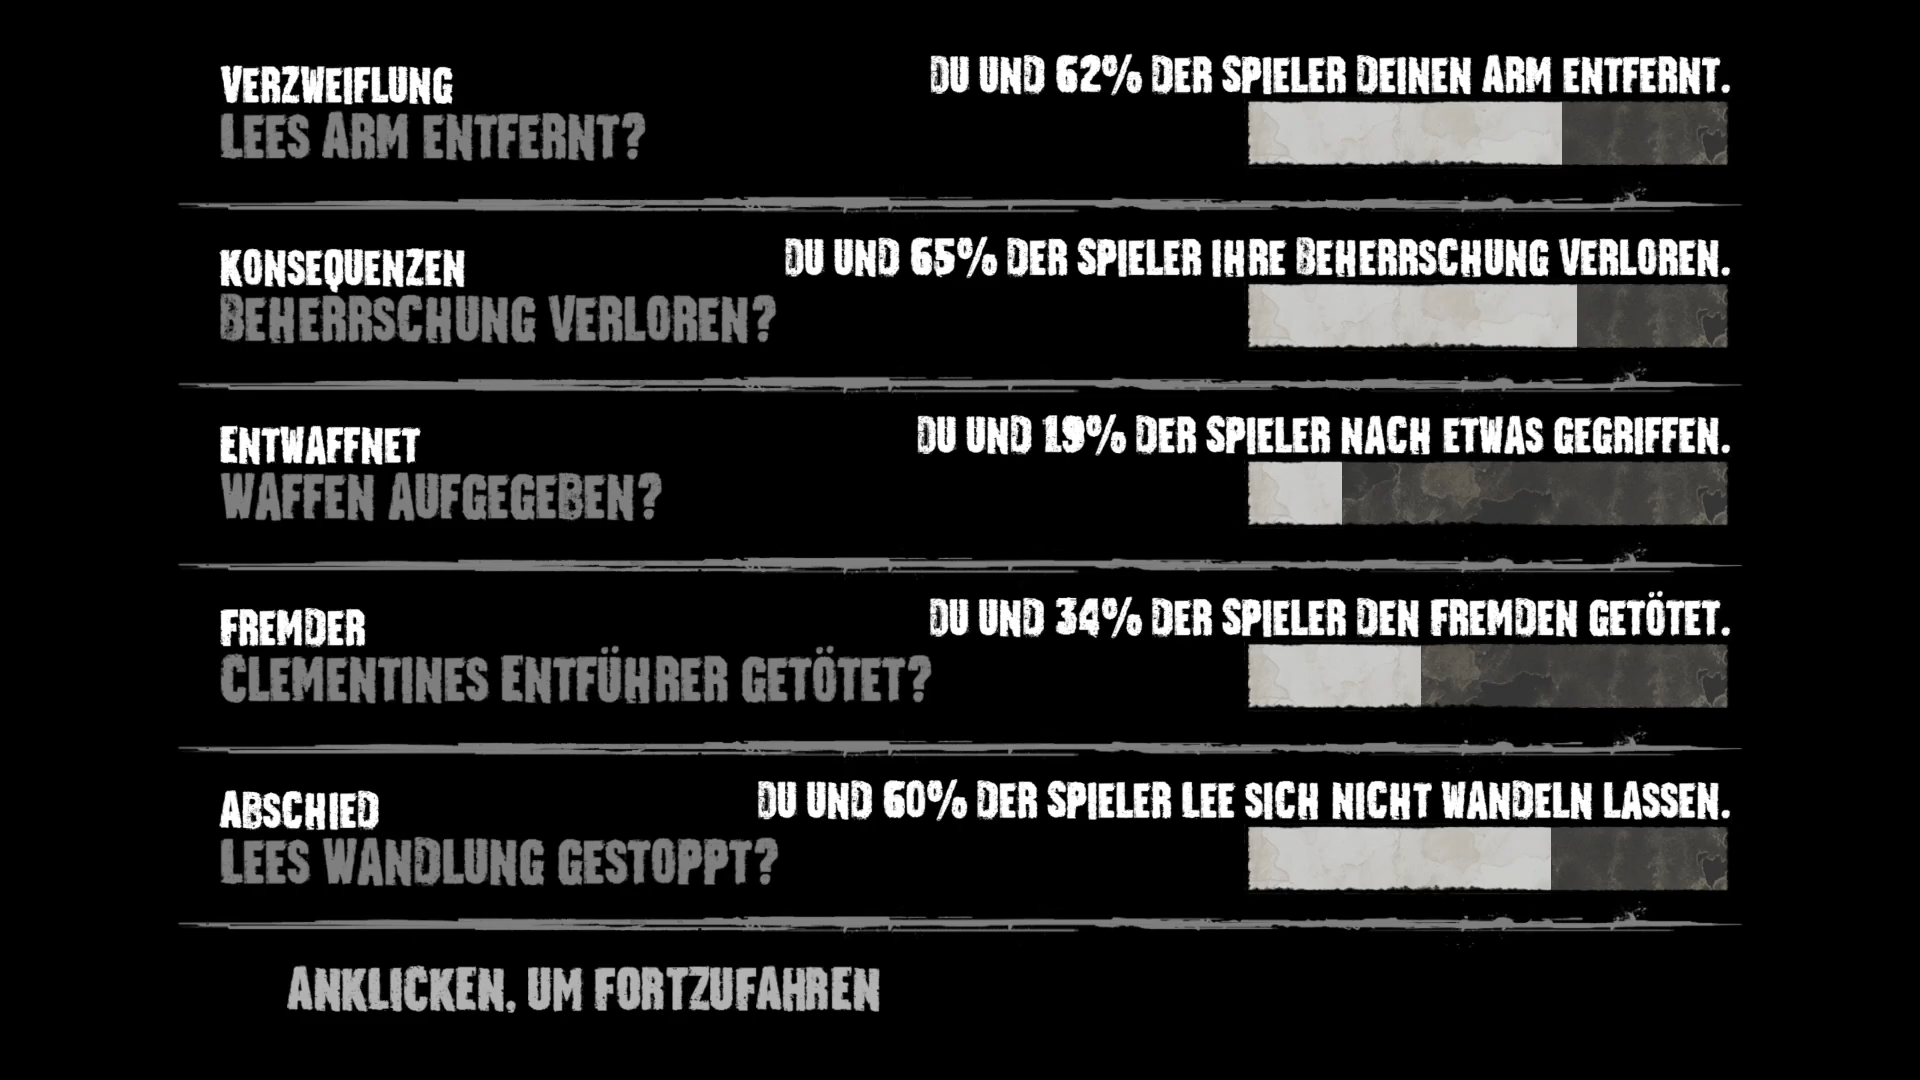 VERZWEIFLUNG
DU UND 62% DER SPIELER DEINEN ARM ENTFERNT.
LEES ARM ENTFERNT?
KONSEQUENZEN
DU UND 65% DER SPIELER IHRE BEHERRSCHUNG VERLOREN.
BEHERRSCHUNG VERLOREN?
ENTWAFFNET
DU UND 19% DER SPIELER NACH ETWAS GEGRIFFEN.
WAFFEN AUFGEGEBEN?
FREMDER
DU UND 34% DER SPIELER DEN FREMDEN GETÖTET.
CLEMENTINES ENTFÜHRER GETÖTET?
ABSCHIED
DU UND 60% DER SPIELER LEE SICH NICHT WANDELN LASSEN.
LEES WANDLUNG GESTOPPT?
ANKLICKEN, UM FORTZUFAHREN